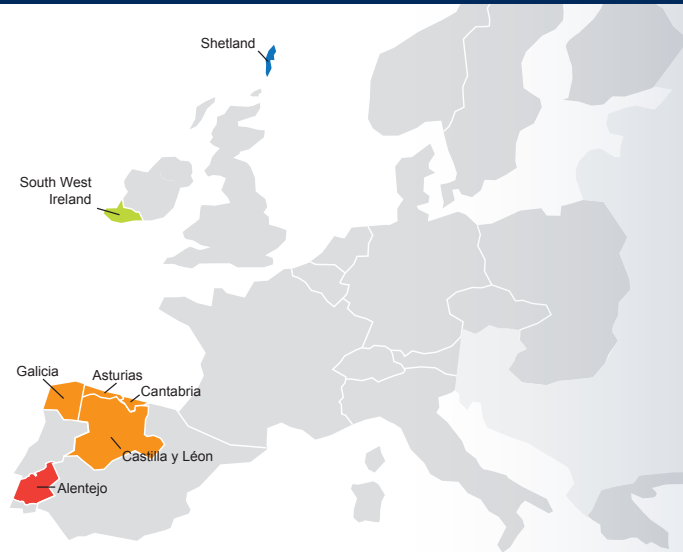 Shetland
South West
Ireland
Galicia
Asturias
Cantabria
Castilla y Léon
Alentejo